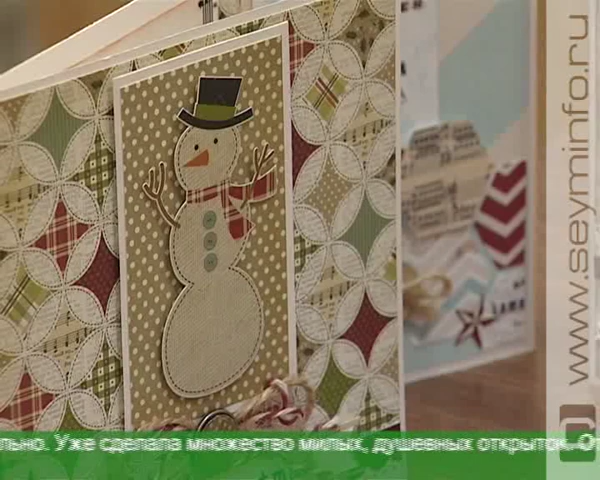 www.seyminfo.ru
льно. Уже сделала множество милых, душевных открыток.